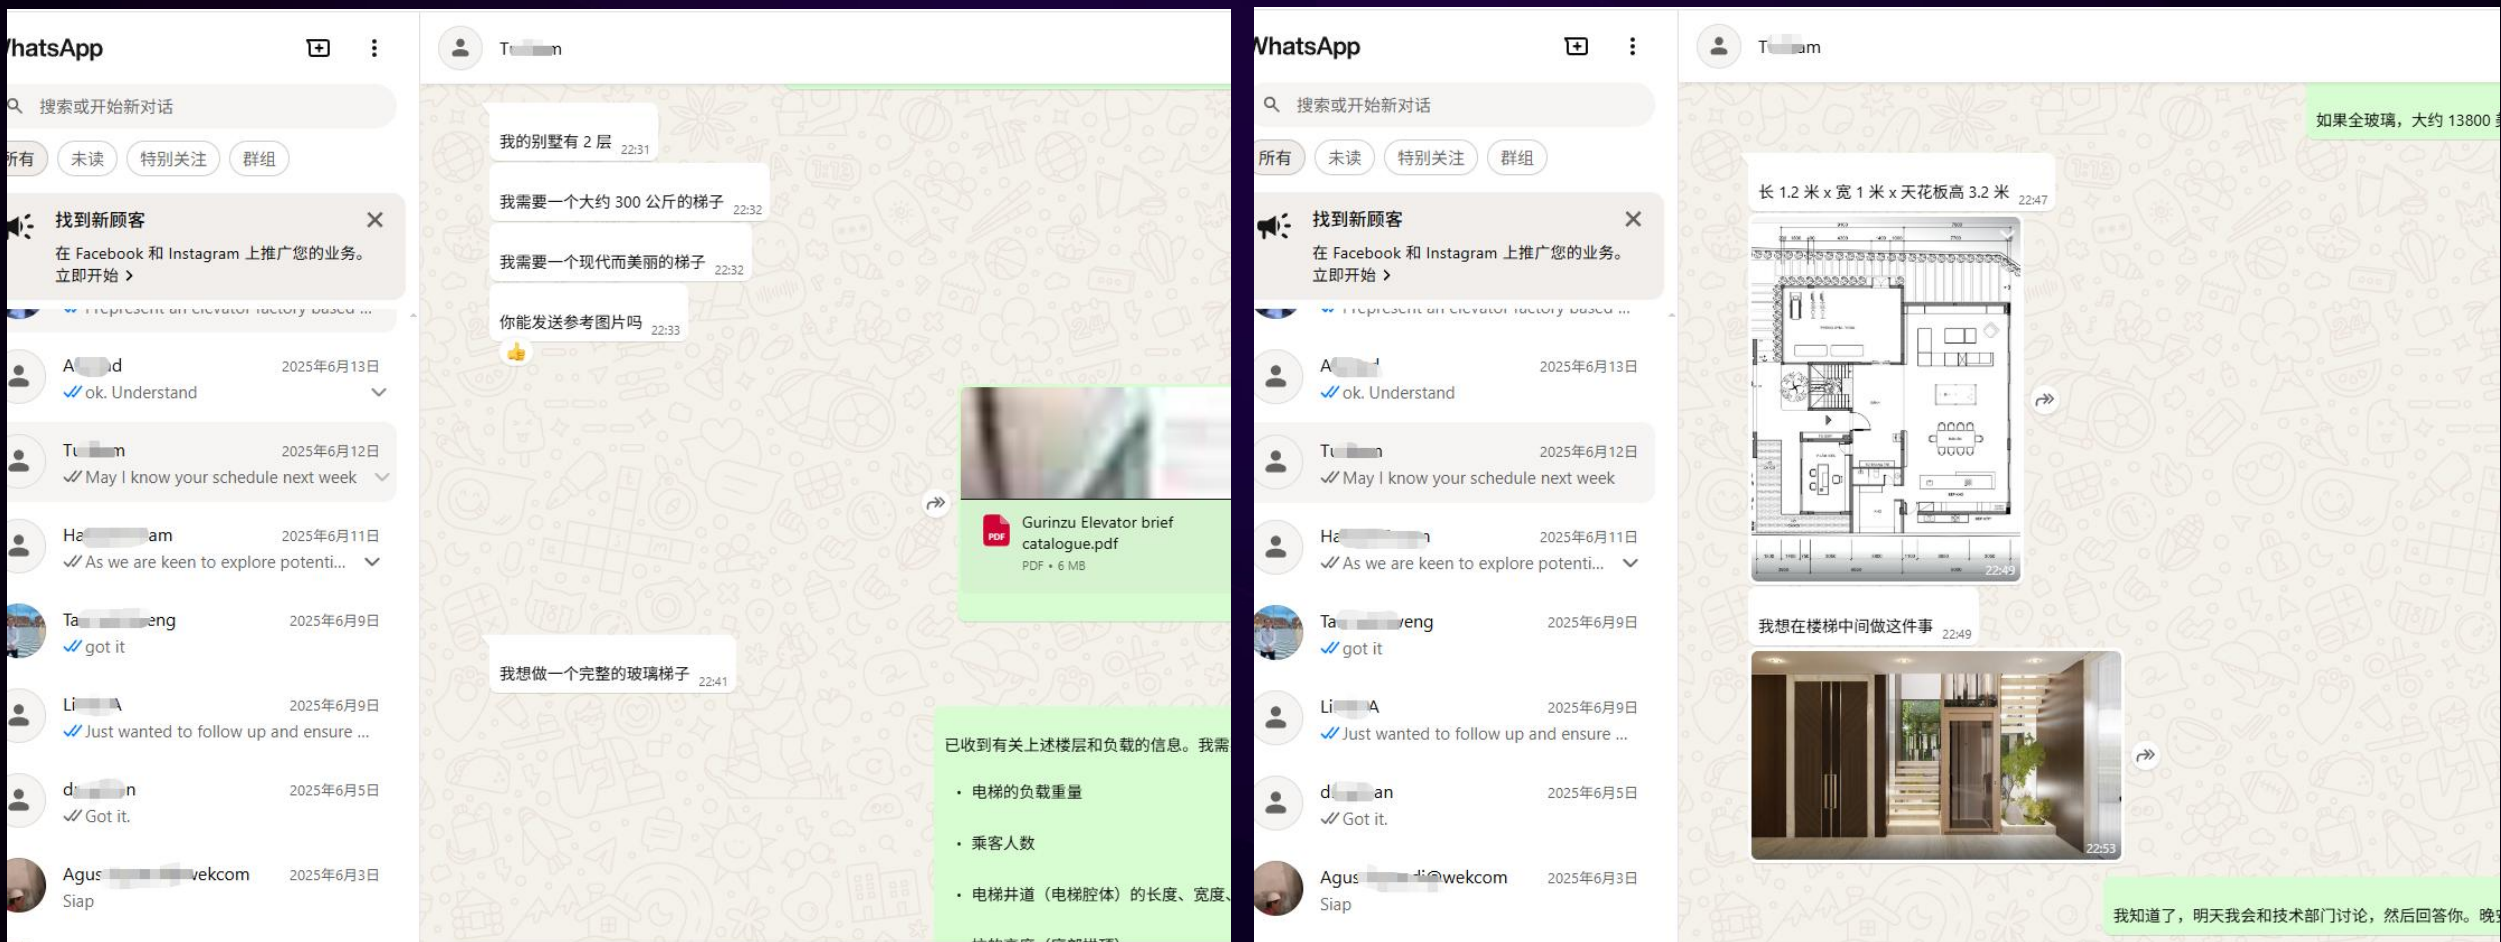 WhatsApp
搜索或开始新对话
所有
未读
特别关注
群组
找到新顾客
在 Facebook 和 Instagram 上推广您的业务。
立即开始 >
2025年6月13日
ok. Understand
2025年6月12日
May I know your schedule next week
2025年6月11日
As we are keen to explore potenti...
2025年6月9日
got it
2025年6月9日
Just wanted to follow up and ensure ...
2025年6月5日
Got it.
2025年6月3日
Siap
我的别墅有 2 层 22:31
我需要一个大约 300 公斤的梯子 22:32
我需要一个现代而美丽的梯子 22:32
你能发送参考图片吗 22:33
PDF
Gurinzu Elevator brief
catalogue.pdf
PDF • 6 MB
我想做一个完整的玻璃梯子 22:41
已收到有关上述楼层和负载的信息。我需
• 电梯的负载重量
• 乘客人数
• 电梯井道（电梯腔体）的长度、宽度、
WhatsApp
搜索或开始新对话
所有
未读
特别关注
群组
找到新顾客
在 Facebook 和 Instagram 上推广您的业务。
立即开始 >
2025年6月13日
ok. Understand
2025年6月12日
May I know your schedule next week
2025年6月11日
As we are keen to explore potenti...
2025年6月9日
got it
2025年6月9日
Just wanted to follow up and ensure ...
2025年6月5日
Got it.
2025年6月3日
Siap
如果全玻璃，大约 13800
长 1.2 米 x 宽 1 米 x 天花板高 3.2 米 22:47
22:49
我想在楼梯中间做这件事 22:49
22:53
我知道了，明天我会和技术部门讨论，然后回答你。晚